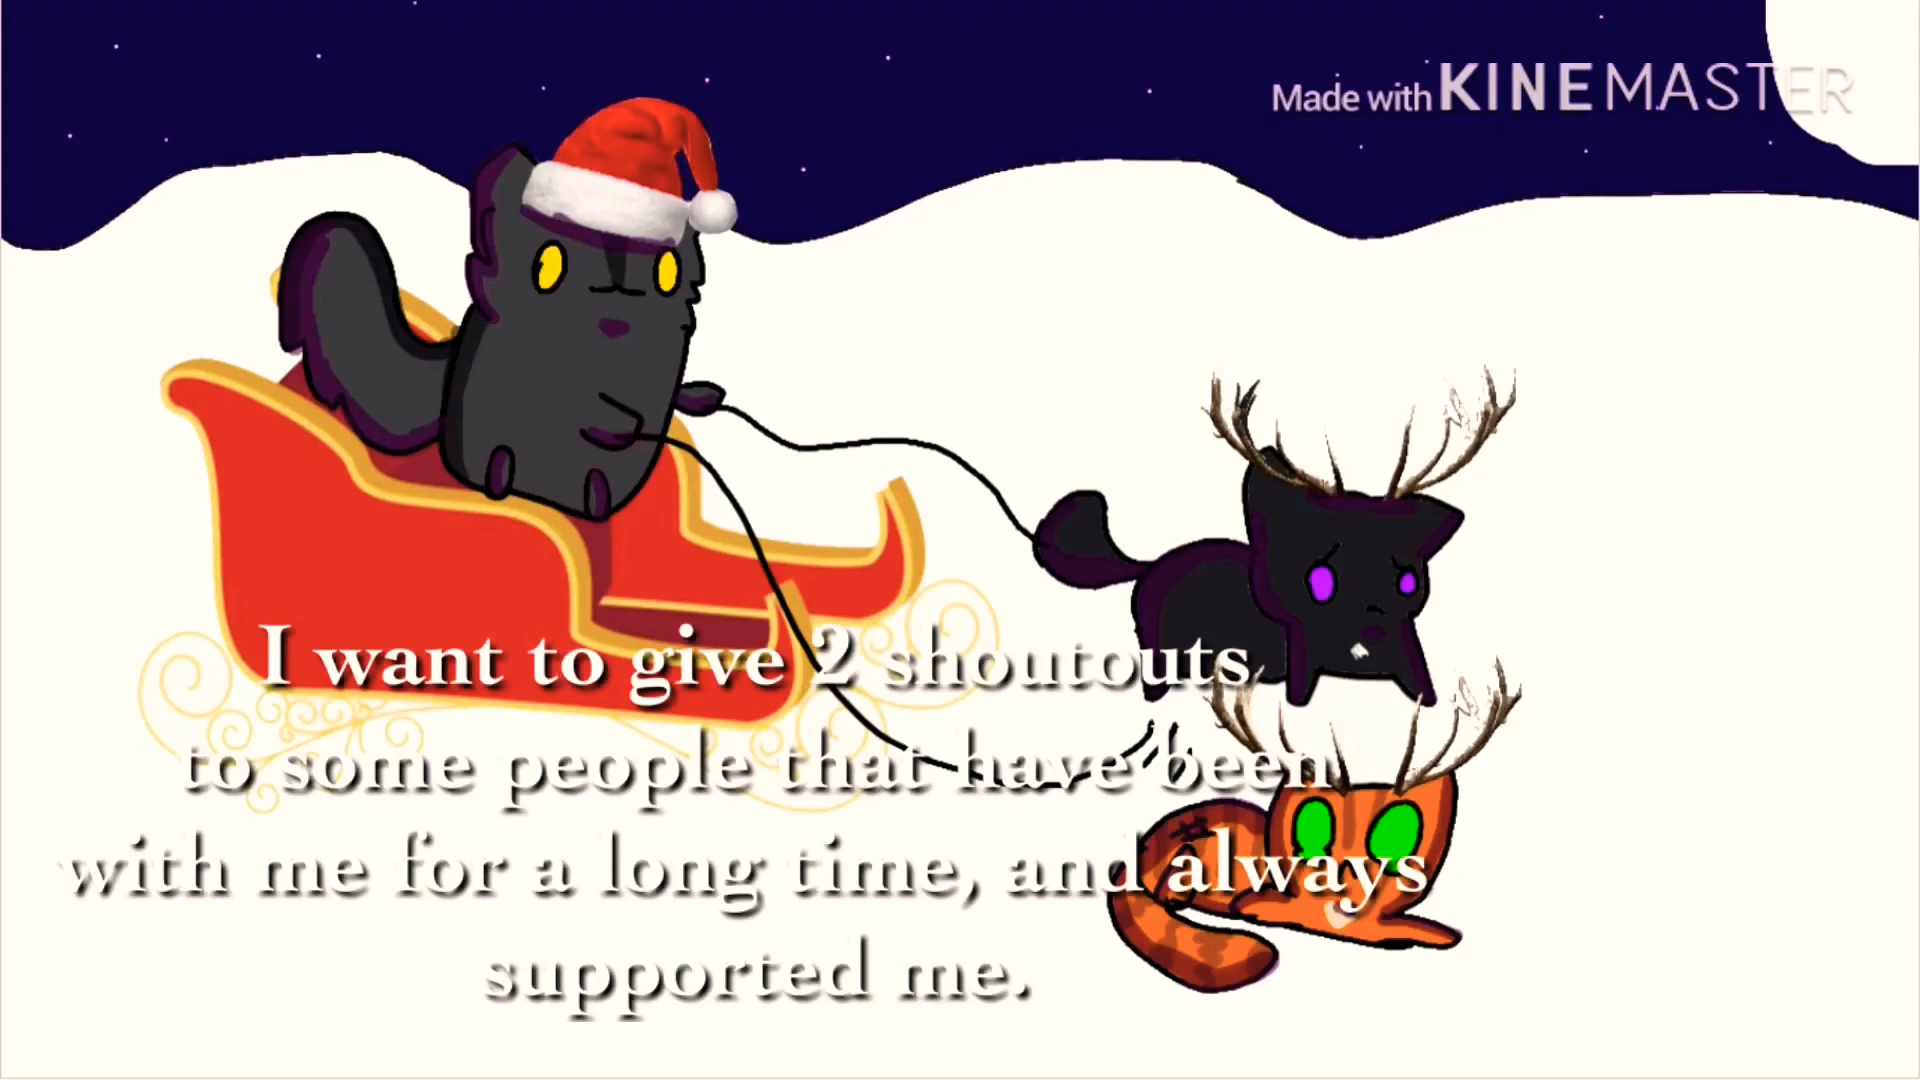 Made with KINEMASTER
I want to give 2 shoutouts
to some people that have been
with me for a long time, and always
supported me.